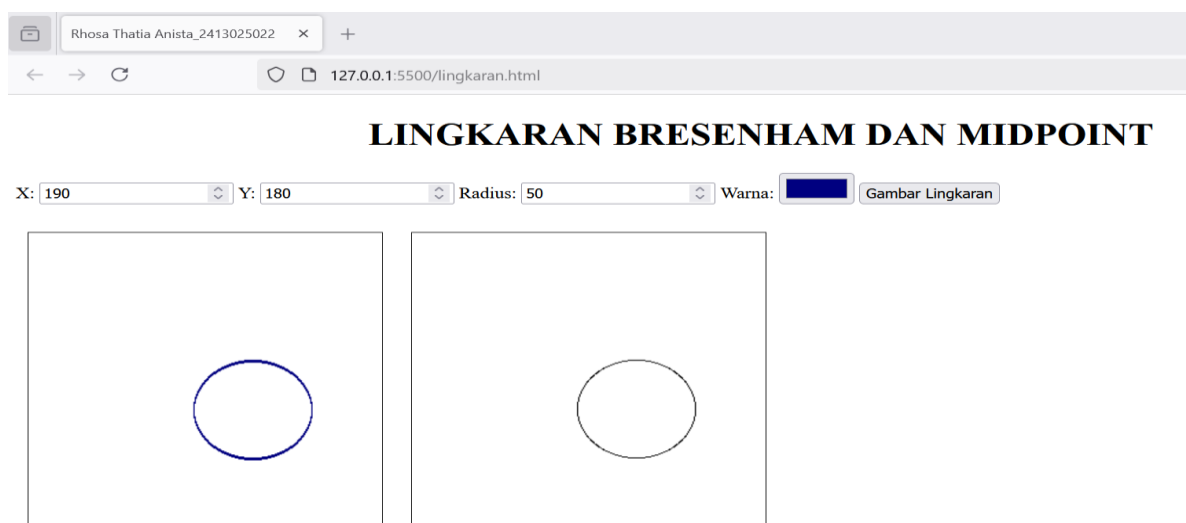 Rhosa Thatia Anista_2413025022
127.0.0.1:5500/lingkaran.html
LINGKARAN BRESENHAM DAN MIDPOINT
X: 190 Y: 180 Radius: 50 Warna: Gambar Lingkaran